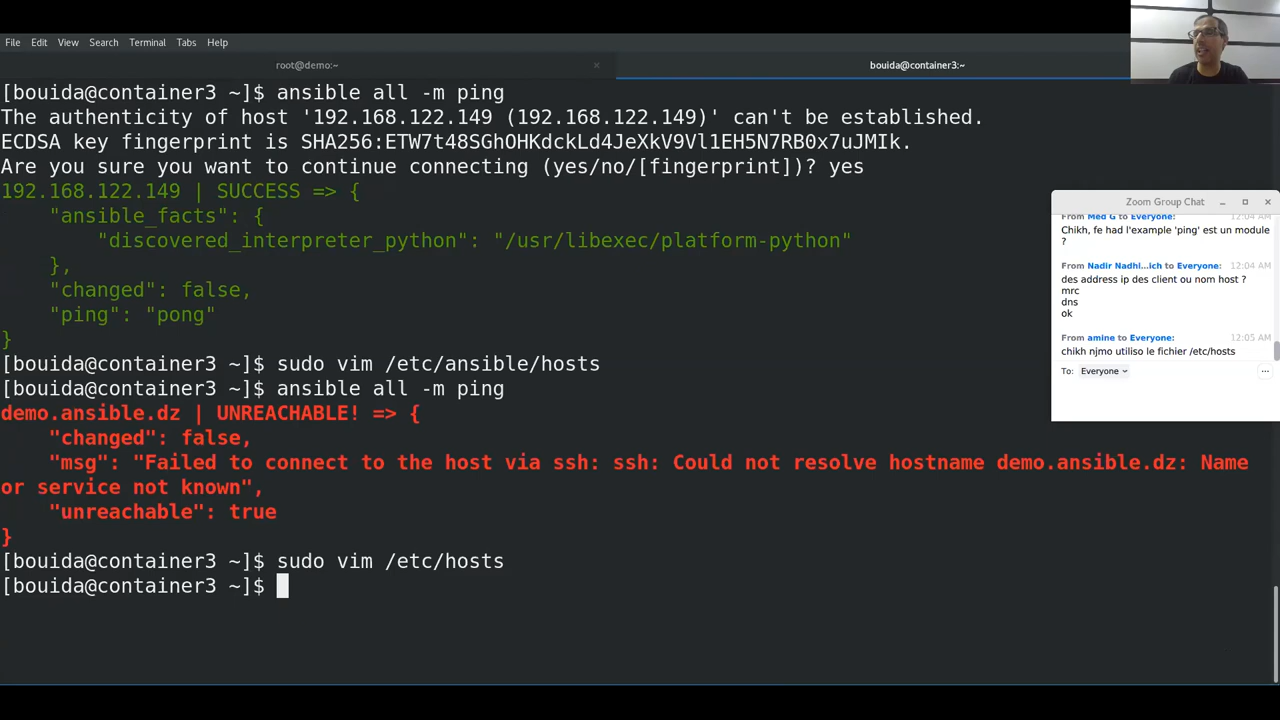 File Edit View Search Terminal Tabs Help
root@demo:~ × bouida@container3:~
[bouida@container3 ~]$ ansible all -m ping
The authenticity of host '192.168.122.149 (192.168.122.149)' can't be established.
ECDSA key fingerprint is SHA256:ETW7t48SGhOHKdckLd4JeXkV9Vl1EH5N7RB0x7uJMIk.
Are you sure you want to continue connecting (yes/no/[fingerprint])? yes
192.168.122.149 | SUCCESS => {
    "ansible_facts": {
        "discovered_interpreter_python": "/usr/libexec/platform-python"
    },
    "changed": false,
    "ping": "pong"
}
[bouida@container3 ~]$ sudo vim /etc/ansible/hosts
[bouida@container3 ~]$ ansible all -m ping
demo.ansible.dz | UNREACHABLE! => {
    "changed": false,
    "msg": "Failed to connect to the host via ssh: ssh: Could not resolve hostname demo.ansible.dz: Name
or service not known",
    "unreachable": true
}
[bouida@container3 ~]$ sudo vim /etc/hosts
[bouida@container3 ~]$
Zoom Group Chat
From Med G to Everyone: 12:04 AM
Chikh, fe had l'example 'ping' est un module
?
From Nadir Nadhi...ich to Everyone: 12:04 AM
des address ip des client ou nom host ?
mrc
dns
ok
From amine to Everyone: 12:05 AM
chikh njmo utiliso le fichier /etc/hosts
To: Everyone